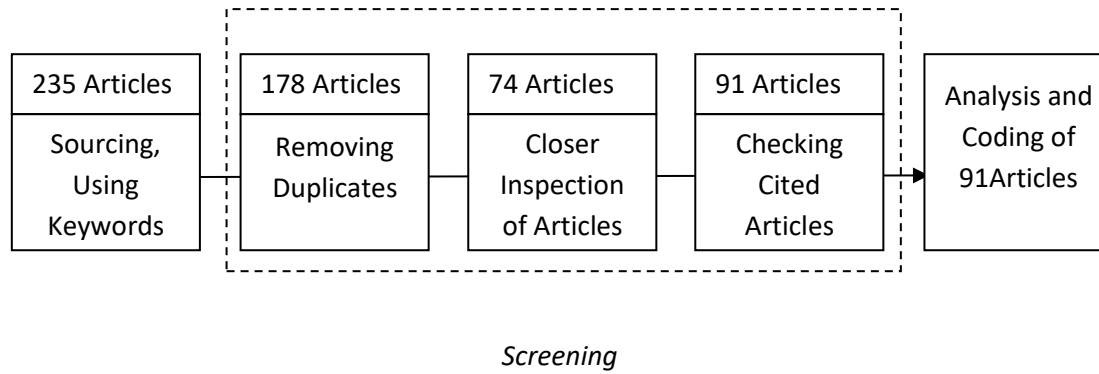 235 Articles
Sourcing,
Using
Keywords
178 Articles
Removing
Duplicates
74 Articles
Closer
Inspection
of Articles
91 Articles
Checking
Cited
Articles
Analysis and
Coding of
91Articles
Screening